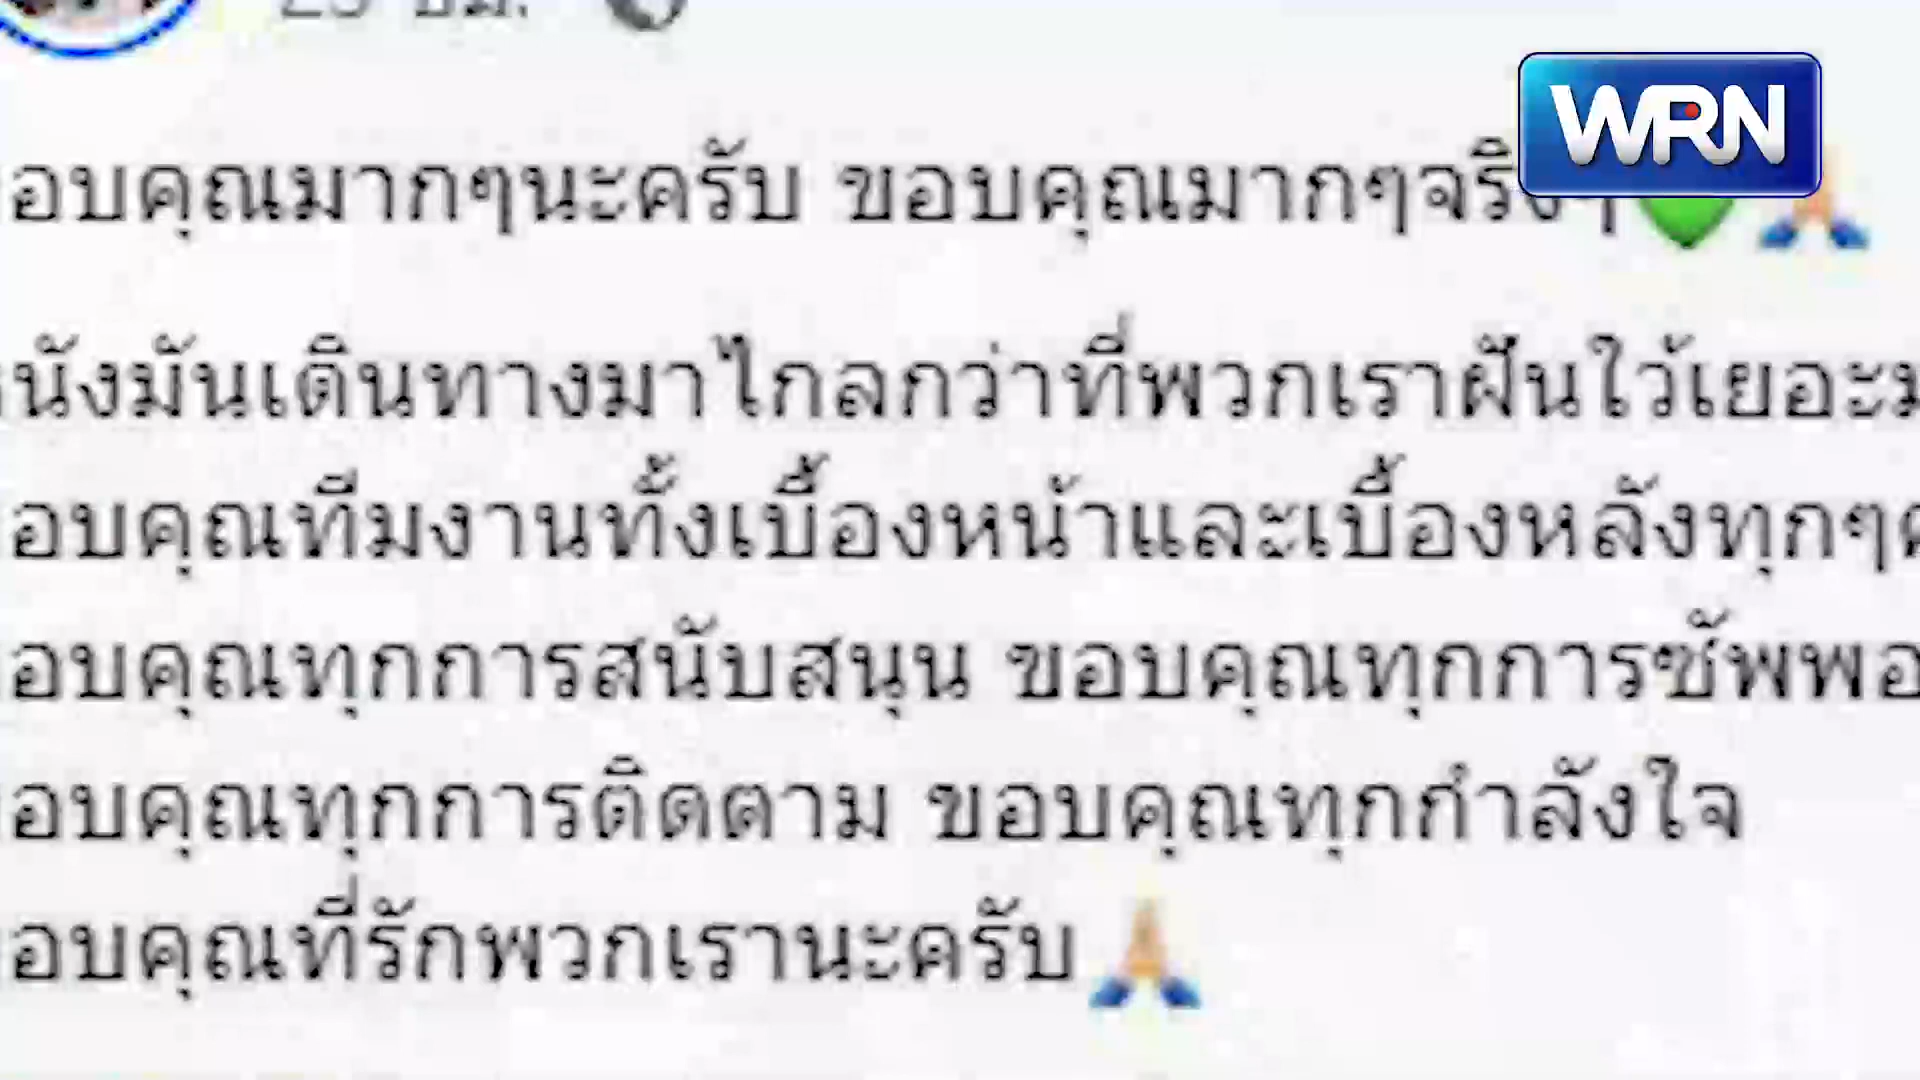 23 ชม.
WRN
อบคุณมากๆนะครับ ขอบคุณมากๆจริงๆ💚🙏
นังมันเดินทางมาไกลกว่าที่พวกเราฝันใว้เยอะม
อบคุณทีมงานทั้งเบื้องหน้าและเบื้องหลังทุกๆค
อบคุณทุกการสนับสนุน ขอบคุณทุกการซัพพอ
อบคุณทุกการติดตาม ขอบคุณทุกกำลังใจ
อบคุณที่รักพวกเรานะครับ🙏